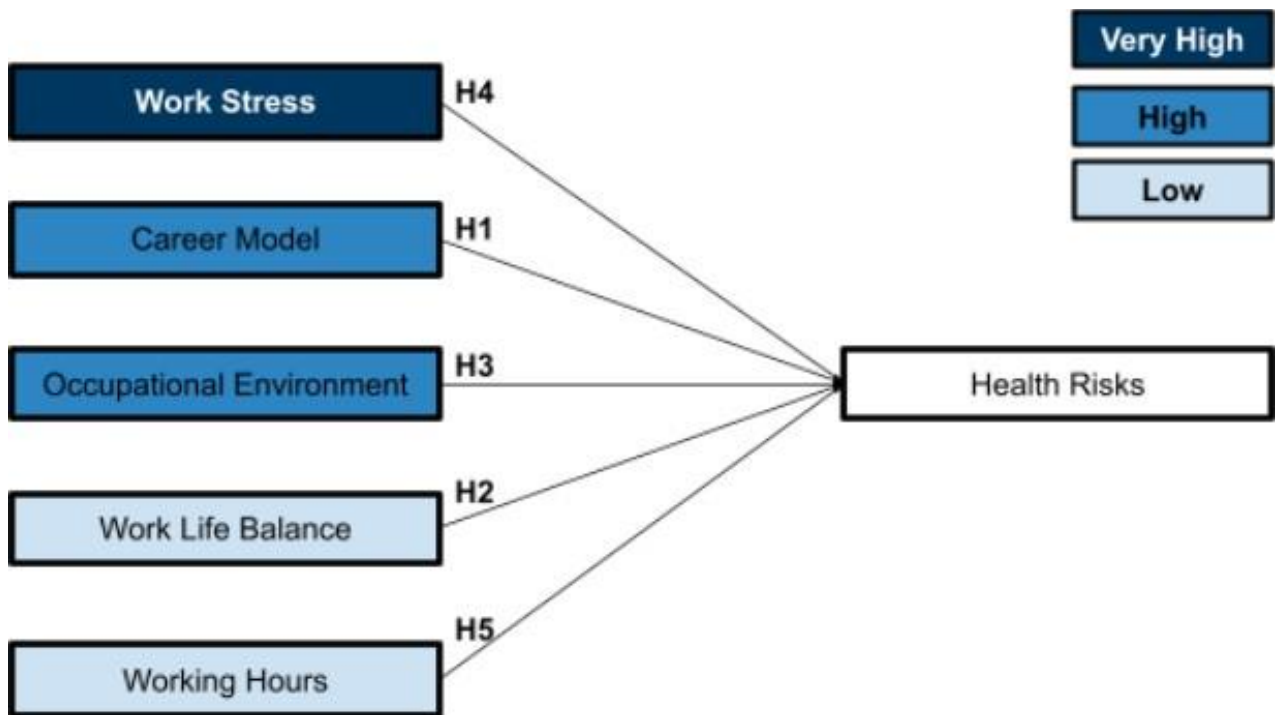 Very High
High
Low
Work Stress
H4
Career Model
H1
Occupational Environment
H3
Health Risks
Work Life Balance
H2
Working Hours
H5